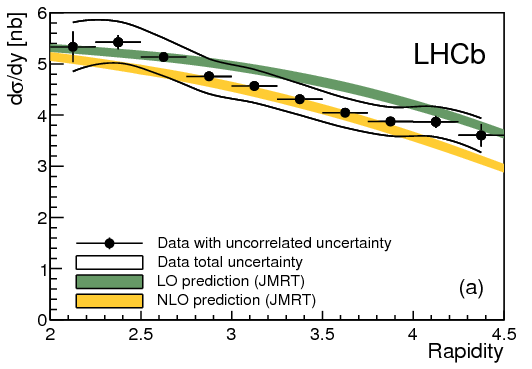 dσ/dy [nb]
6
5
4
3
2
1
0
LHCb
Data with uncorrelated uncertainty
Data total uncertainty
LO prediction (JMRT)
NLO prediction (JMRT)
(a)
2 2.5 3 3.5 4 4.5
Rapidity